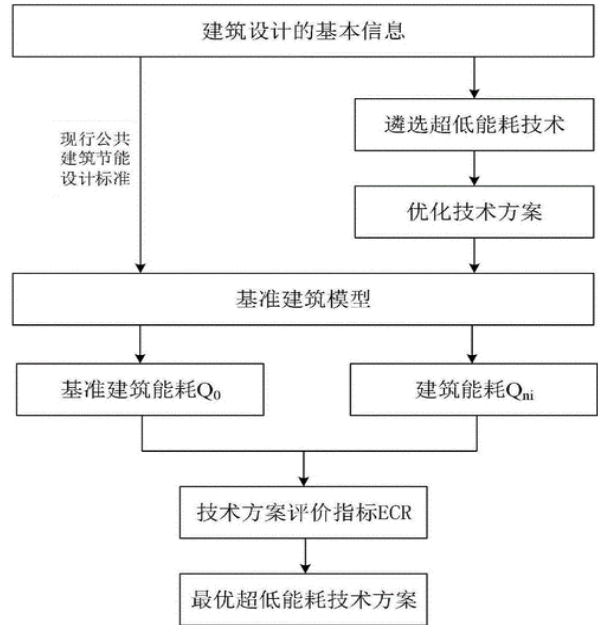 建筑设计的基本信息
现行公共
建筑节能
设计标准
遴选超低能耗技术
优化技术方案
基准建筑模型
基准建筑能耗Q₀
建筑能耗Qₙᵢ
技术方案评价指标ECR
最优超低能耗技术方案